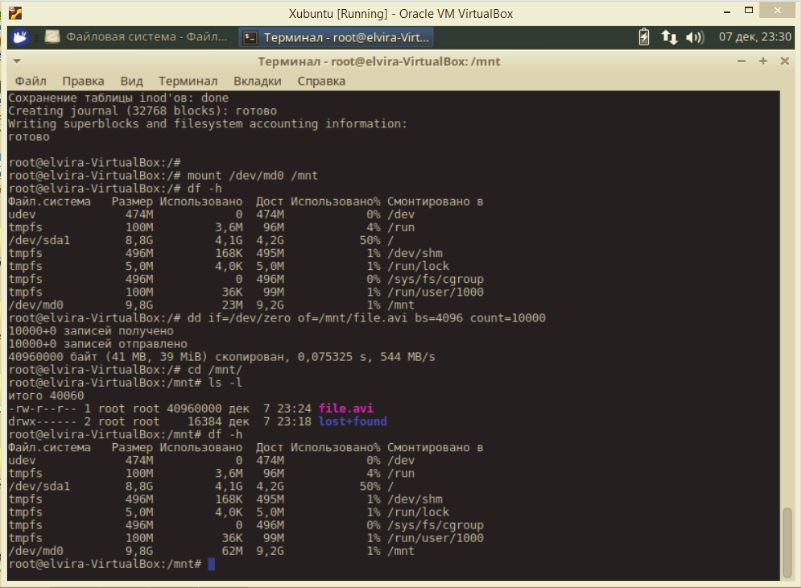 Xubuntu [Running] - Oracle VM VirtualBox
Файловая система - Файл...
Терминал - root@elvira-Virt...
07 дек, 23:30
Терминал - root@elvira-VirtualBox: /mnt
Файл Правка Вид Терминал Вкладки Справка
Сохранение таблицы inod'ов: done
Creating journal (32768 blocks): готово
Writing superblocks and filesystem accounting information:
готово
root@elvira-VirtualBox:/#
root@elvira-VirtualBox:/# mount /dev/md0 /mnt
root@elvira-VirtualBox:/# df -h
Файл.система Размер Использовано Дост Использовано% Смонтировано в
udev 474M 0 474M 0% /dev
tmpfs 100M 3,6M 96M 4% /run
/dev/sda1 8,8G 4,1G 4,2G 50% /
tmpfs 496M 168K 495M 1% /dev/shm
tmpfs 5,0M 4,0K 5,0M 1% /run/lock
tmpfs 496M 0 496M 0% /sys/fs/cgroup
tmpfs 100M 36K 99M 1% /run/user/1000
/dev/md0 9,8G 23M 9,2G 1% /mnt
root@elvira-VirtualBox:/# dd if=/dev/zero of=/mnt/file.avi bs=4096 count=10000
10000+0 записей получено
10000+0 записей отправлено
40960000 байт (41 MB, 39 MiB) скопирован, 0,075325 s, 544 MB/s
root@elvira-VirtualBox:/# cd /mnt/
root@elvira-VirtualBox:/mnt# ls -l
итого 40060
-rw-r--r-- 1 root root 40960000 дек 7 23:24 file.avi
drwx------ 2 root root 16384 дек 7 23:18 lost+found
root@elvira-VirtualBox:/mnt# df -h
Файл.система Размер Использовано Дост Использовано% Смонтировано в
udev 474M 0 474M 0% /dev
tmpfs 100M 3,6M 96M 4% /run
/dev/sda1 8,8G 4,1G 4,2G 50% /
tmpfs 496M 168K 495M 1% /dev/shm
tmpfs 5,0M 4,0K 5,0M 1% /run/lock
tmpfs 496M 0 496M 0% /sys/fs/cgroup
tmpfs 100M 36K 99M 1% /run/user/1000
/dev/md0 9,8G 62M 9,2G 1% /mnt
root@elvira-VirtualBox:/mnt#